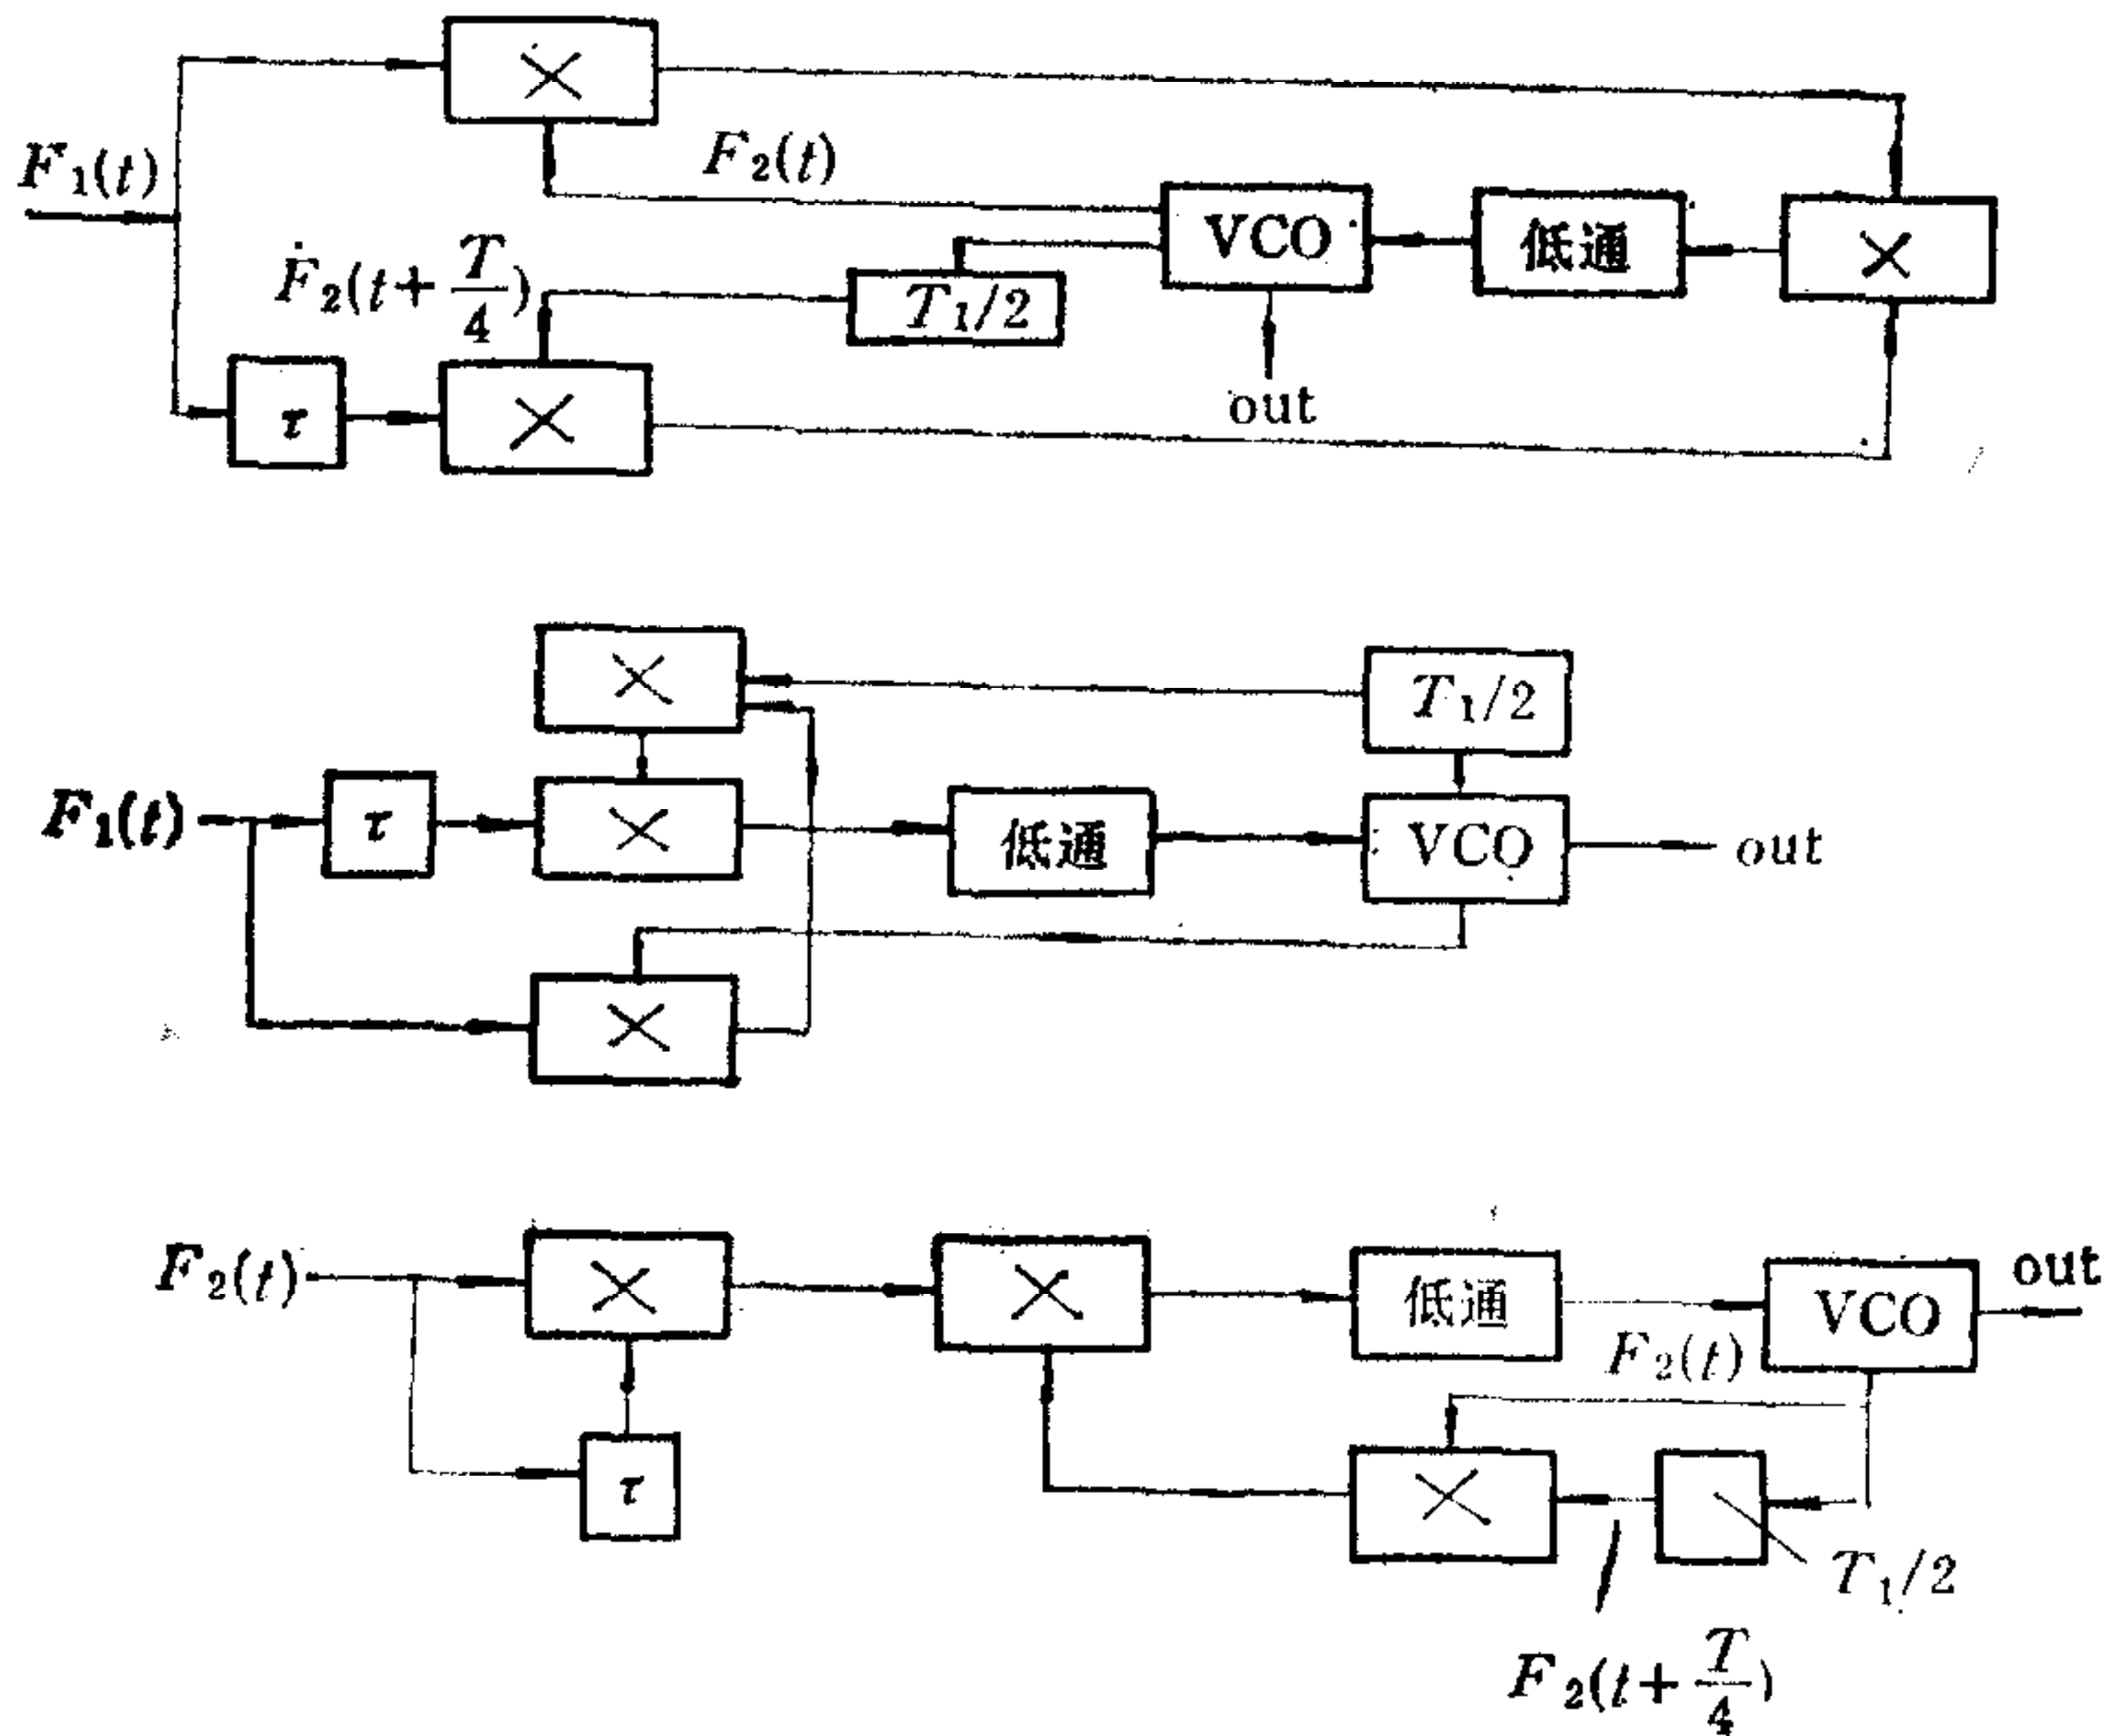 ×
F₁(t)
F₂(t)
VCO
低通
×
Ḟ₂(t+T/4)
T₁/2
τ
×
out
×
T₁/2
F₁(t)
τ
×
低通
VCO
out
×
F₂(t)
×
×
低通
VCO
out
F₂(t)
τ
×
T₁/2
F₂(t+T/4)